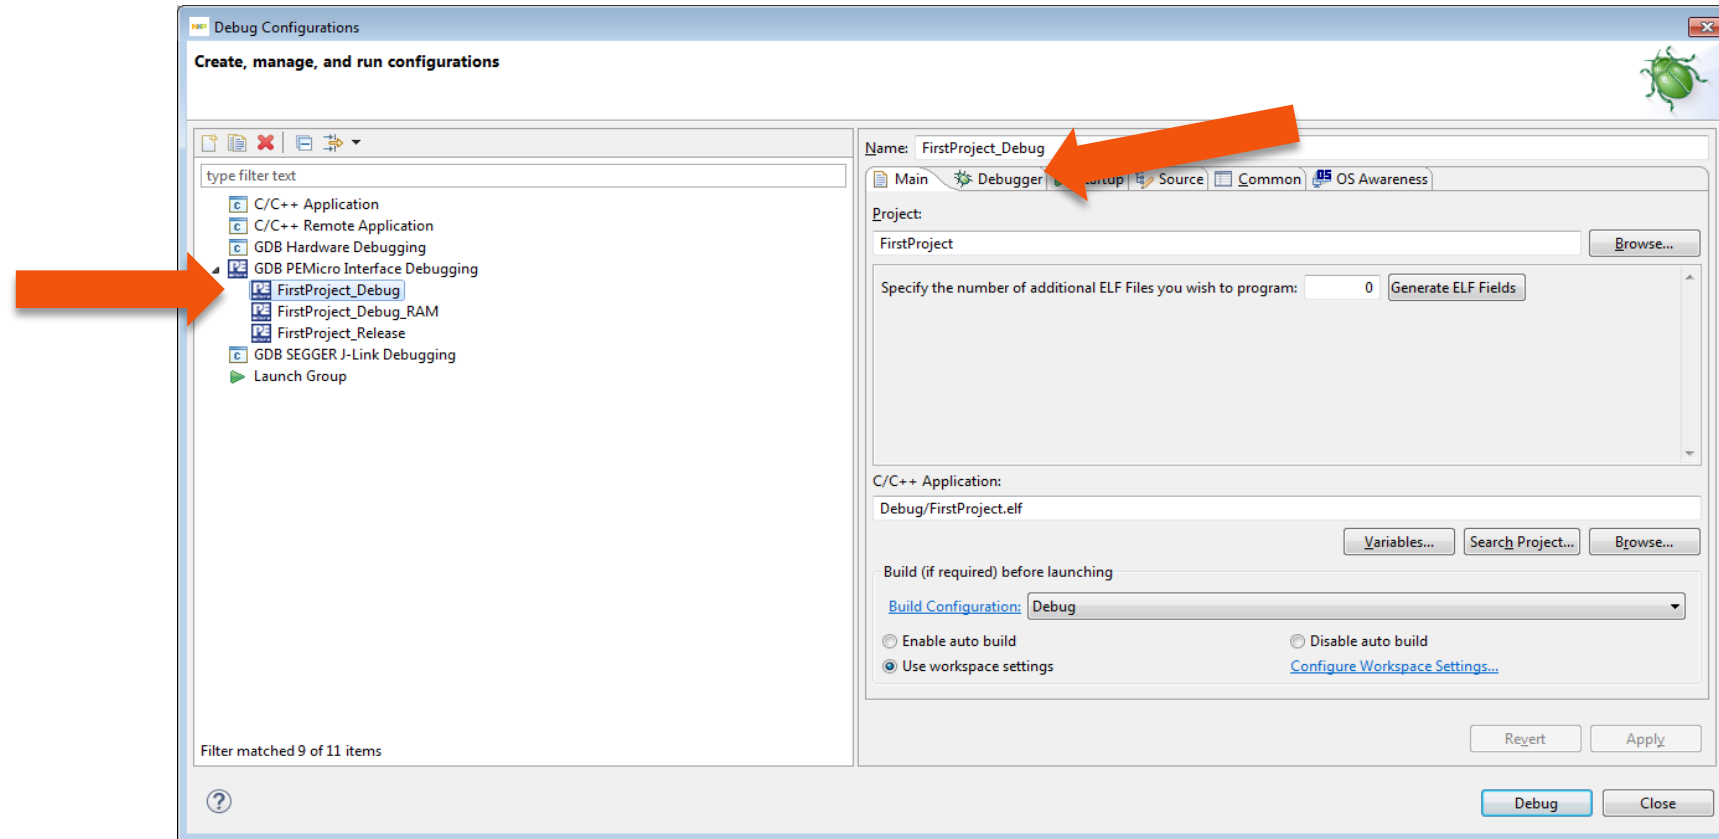 NXP Debug Configurations
Create, manage, and run configurations
type filter text
C/C++ Application
C/C++ Remote Application
GDB Hardware Debugging
GDB PEMicro Interface Debugging
FirstProject_Debug
FirstProject_Debug_RAM
FirstProject_Release
GDB SEGGER J-Link Debugging
Launch Group
Filter matched 9 of 11 items
Name: FirstProject_Debug
Main Debugger Source Common OS Awareness
Project:
FirstProject Browse...
Specify the number of additional ELF Files you wish to program: 0 Generate ELF Fields
C/C++ Application:
Debug/FirstProject.elf
Variables... Search Project... Browse...
Build (if required) before launching
Build Configuration: Debug
Enable auto build Disable auto build
Use workspace settings Configure Workspace Settings...
Revert Apply
? Debug Close